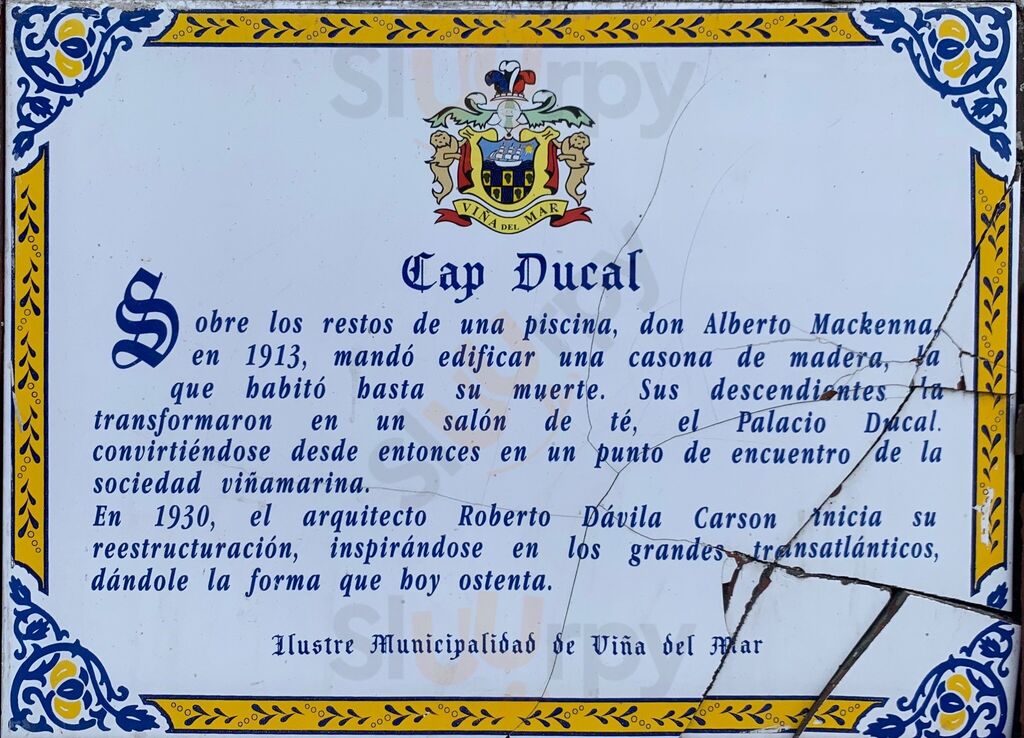 Sluurpy
VIÑA DEL MAR
Cap Ducal
Sobre los restos de una piscina, don Alberto Mackenna,
en 1913, mandó edificar una casona de madera, la
que habitó hasta su muerte. Sus descendientes la
transformaron en un salón de té, el Palacio Ducal.
convirtiéndose desde entonces en un punto de encuentro de la
sociedad viñamarina.
En 1930, el arquitecto Roberto Dávila Carson inicia su
reestructuración, inspirándose en los grandes transatlánticos,
dándole la forma que hoy ostenta.
Ilustre Municipalidad de Viña del Mar
Sluurpy
Sluurpy